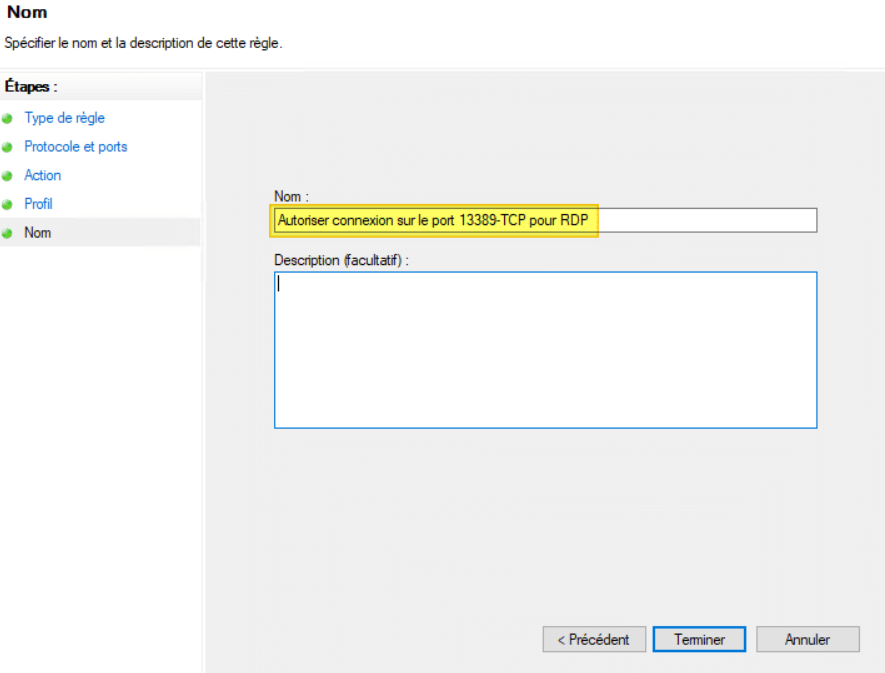 Nom
Spécifier le nom et la description de cette règle.
Étapes :
Type de règle
Protocole et ports
Action
Profil
Nom
Nom :
Autoriser connexion sur le port 13389-TCP pour RDP
Description (facultatif) :
< Précédent
Terminer
Annuler